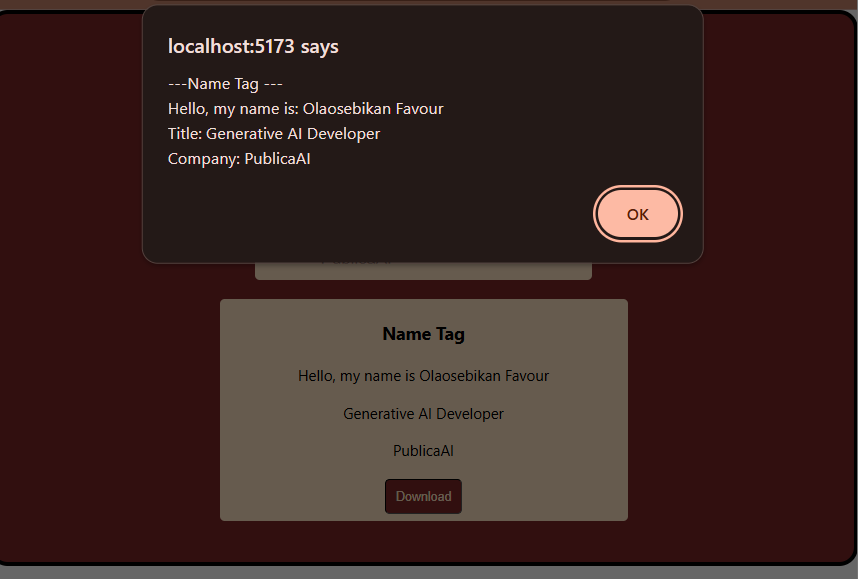 localhost:5173 says
---Name Tag ---
Hello, my name is: Olaosebikan Favour
Title: Generative AI Developer
Company: PublicaAI
OK
Name Tag
Hello, my name is Olaosebikan Favour
Generative AI Developer
PublicaAI
Download